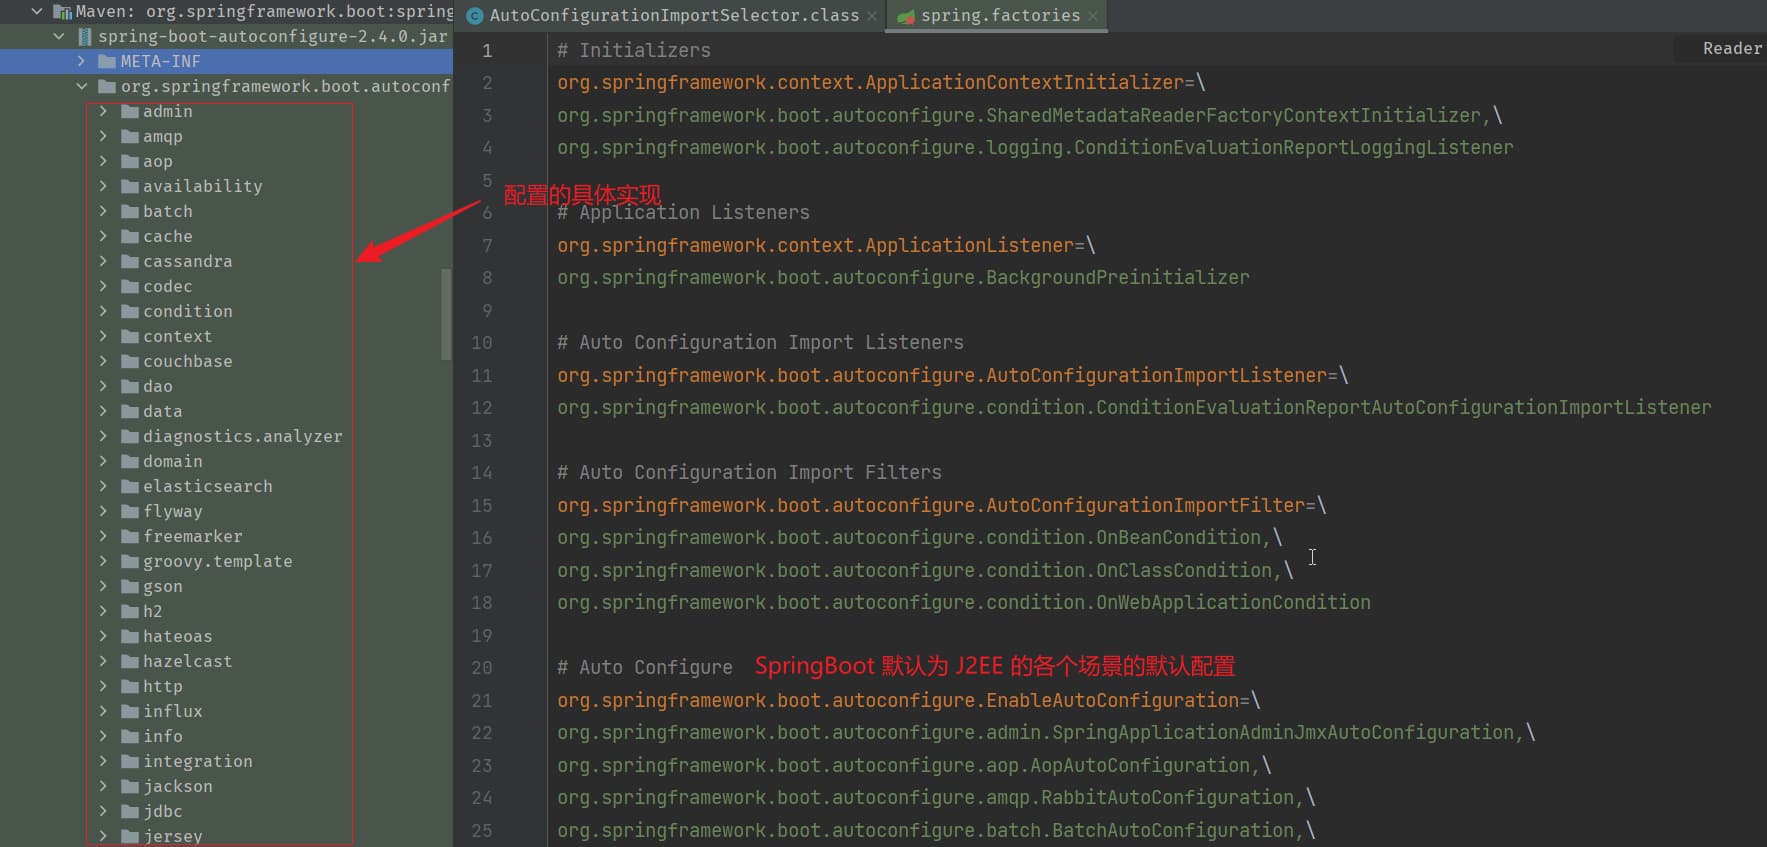 Maven: org.springframework.boot:spring
spring-boot-autoconfigure-2.4.0.jar
META-INF
org.springframework.boot.autoconf
admin
amqp
aop
availability
batch
cache
cassandra
codec
condition
context
couchbase
dao
data
diagnostics.analyzer
domain
elasticsearch
flyway
freemarker
groovy.template
gson
h2
hateoas
hazelcast
http
influx
info
integration
jackson
jdbc
jersey
配置的具体实现
AutoConfigurationImportSelector.class
spring.factories
Reader
1 # Initializers
2 org.springframework.context.ApplicationContextInitializer=\
3 org.springframework.boot.autoconfigure.SharedMetadataReaderFactoryContextInitializer,\
4 org.springframework.boot.autoconfigure.logging.ConditionEvaluationReportLoggingListener
5
6 # Application Listeners
7 org.springframework.context.ApplicationListener=\
8 org.springframework.boot.autoconfigure.BackgroundPreinitializer
9
10 # Auto Configuration Import Listeners
11 org.springframework.boot.autoconfigure.AutoConfigurationImportListener=\
12 org.springframework.boot.autoconfigure.condition.ConditionEvaluationReportAutoConfigurationImportListener
13
14 # Auto Configuration Import Filters
15 org.springframework.boot.autoconfigure.AutoConfigurationImportFilter=\
16 org.springframework.boot.autoconfigure.condition.OnBeanCondition,\
17 org.springframework.boot.autoconfigure.condition.OnClassCondition,\
18 org.springframework.boot.autoconfigure.condition.OnWebApplicationCondition
19
20 # Auto Configure SpringBoot 默认为 J2EE 的各个场景的默认配置
21 org.springframework.boot.autoconfigure.EnableAutoConfiguration=\
22 org.springframework.boot.autoconfigure.admin.SpringApplicationAdminJmxAutoConfiguration,\
23 org.springframework.boot.autoconfigure.aop.AopAutoConfiguration,\
24 org.springframework.boot.autoconfigure.amqp.RabbitAutoConfiguration,\
25 org.springframework.boot.autoconfigure.batch.BatchAutoConfiguration,\